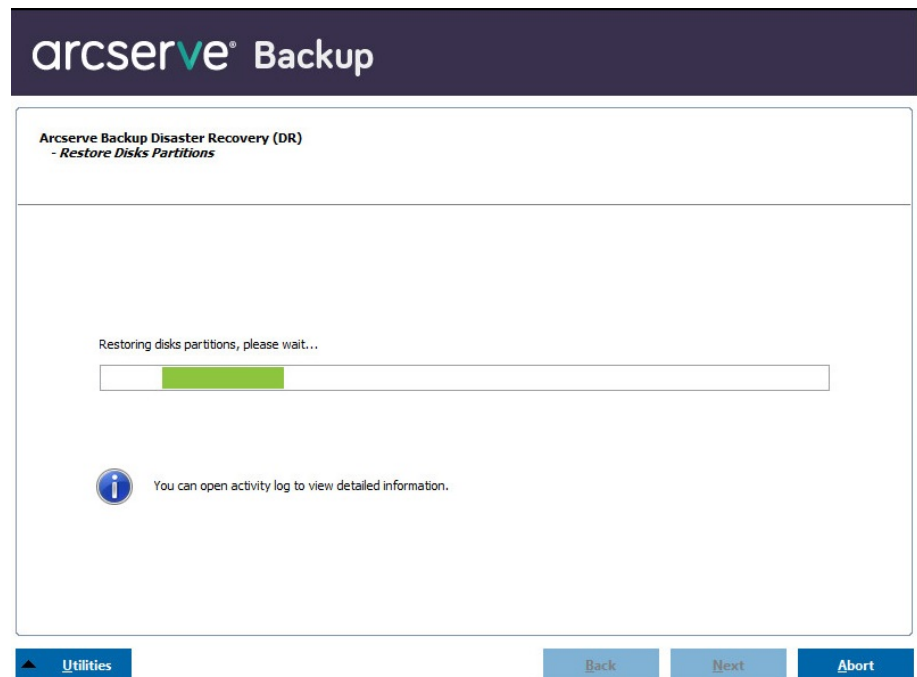 arcserve® Backup
Arcserve Backup Disaster Recovery (DR)
- Restore Disks Partitions
Restoring disks partitions, please wait...
You can open activity log to view detailed information.
Utilities
Back
Next
Abort